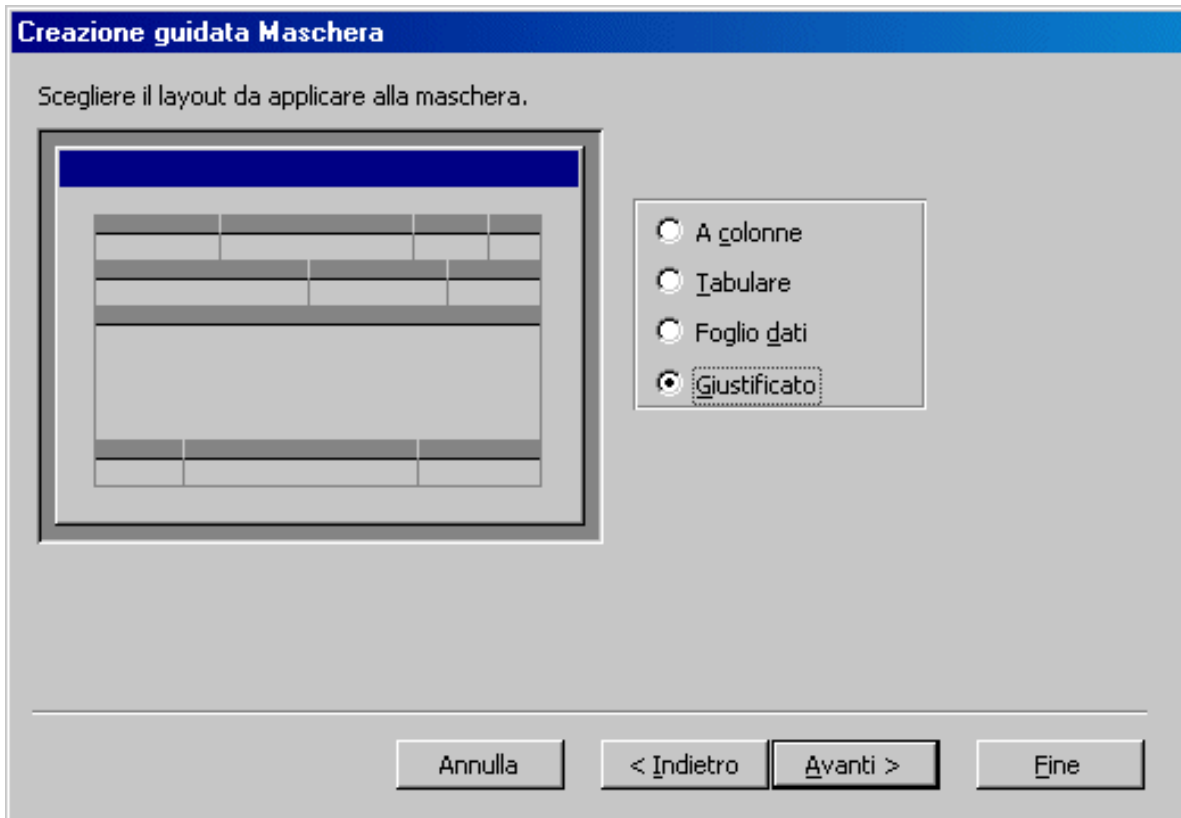 Creazione guidata Maschera
Scegliere il layout da applicare alla maschera.
A colonne
Tabulare
Foglio dati
Giustificato
Annulla
< Indietro
Avanti >
Fine